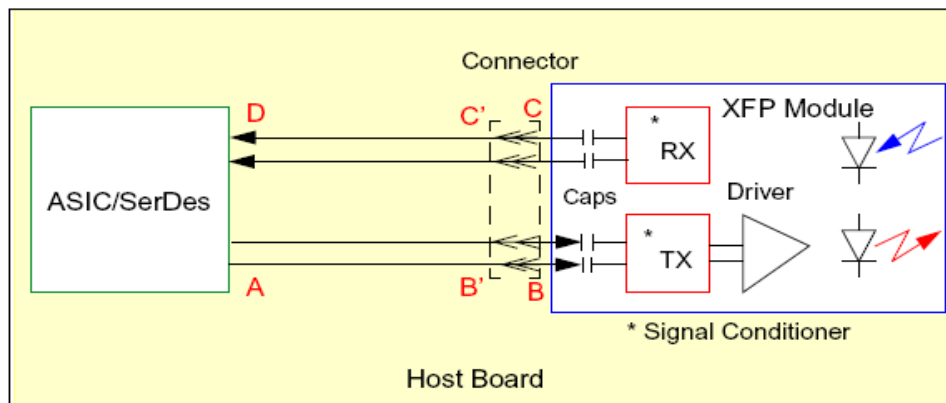 Connector
XFP Module
D
C’
C
*
RX
ASIC/SerDes
Caps
Driver
*
TX
A
B’
B
* Signal Conditioner
Host Board